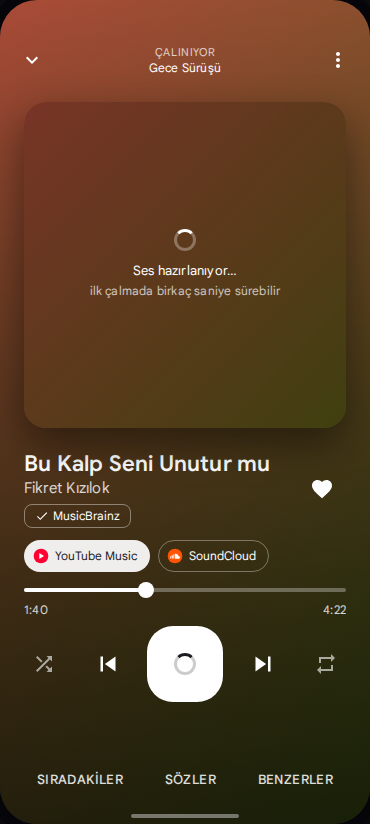 ÇALINIYOR
Gece Sürüşü
Ses hazırlanıyor...
ilk çalmada birkaç saniye sürebilir
Bu Kalp Seni Unutur mu
Fikret Kızılok
MusicBrainz
YouTube Music
SoundCloud
1:40
4:22
SIRADAKİLER
SÖZLER
BENZERLER